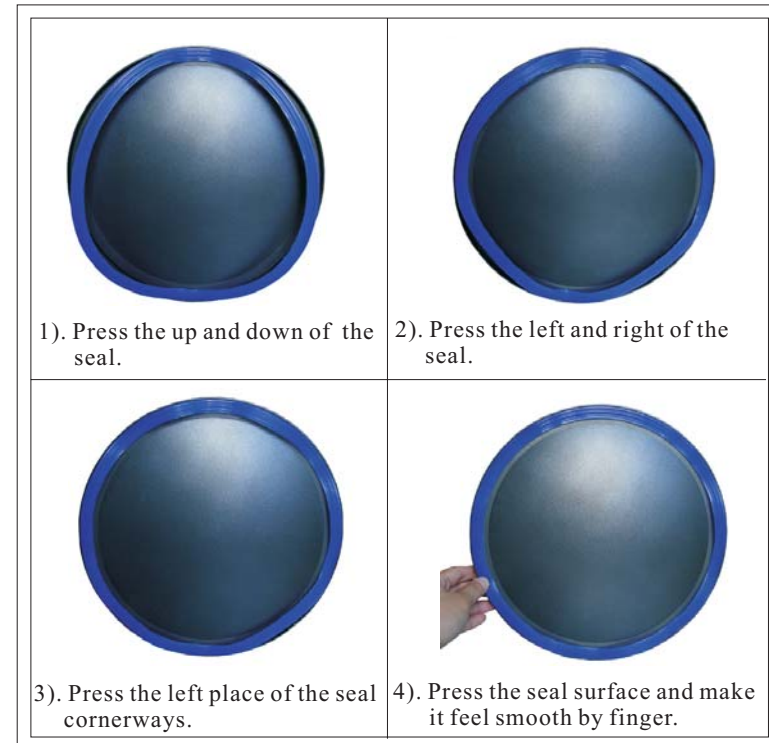 1). Press the up and down of the
seal.
2). Press the left and right of the
seal.
3). Press the left place of the seal
cornerways.
4). Press the seal surface and make
it feel smooth by finger.